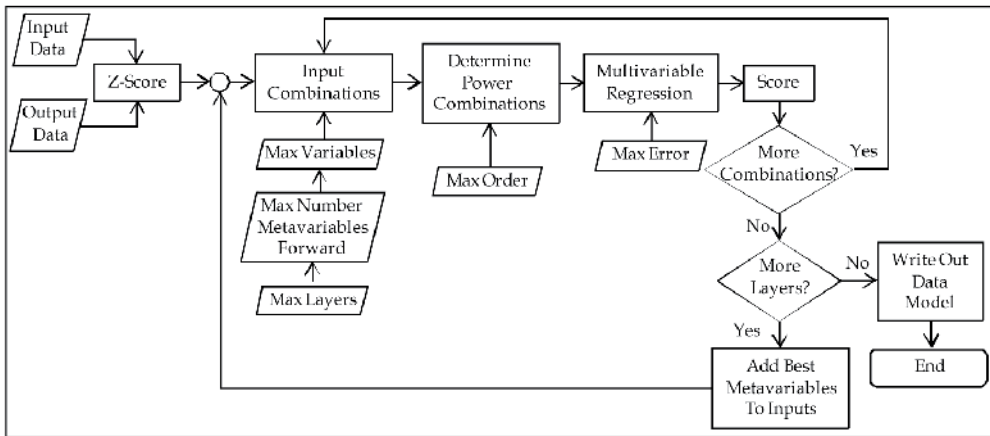 Input
Data
Output
Data
Z-Score
Input
Combinations
Determine
Power
Combinations
Multivariable
Regression
Score
Max Variables
Max Number
Metavariables
Forward
Max Layers
Max Order
Max Error
More
Combinations?
Yes
No
More
Layers?
No
Write Out
Data
Model
Yes
End
Add Best
Metavariables
To Inputs